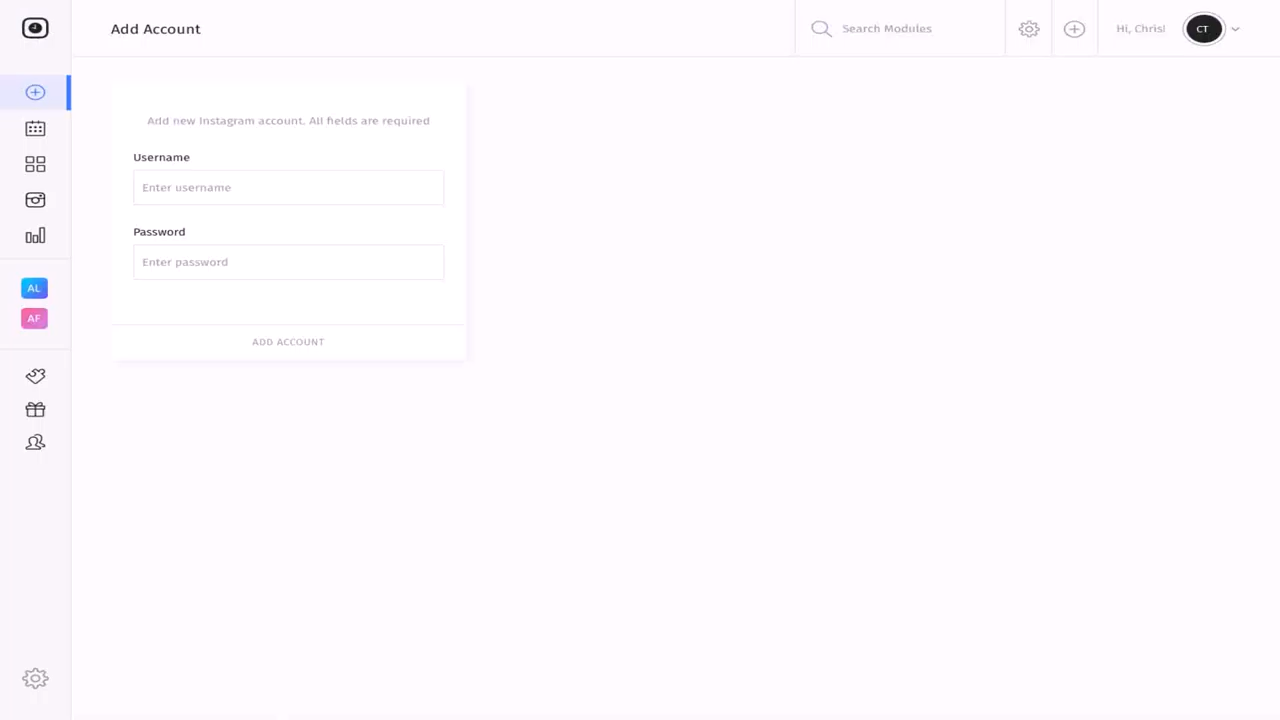 Add Account
Search Modules
Hi, Chris!
CT
Add new Instagram account. All fields are required
Username
Enter username
Password
Enter password
ADD ACCOUNT
AL
AF